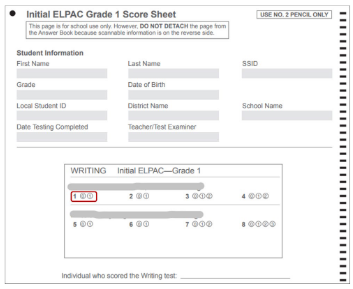 Initial ELPAC Grade 1 Score Sheet
USE NO. 2 PENCIL ONLY
This page is for school use only. However, DO NOT DETACH the page from
the Answer Book because scannable information is on the reverse side.
Student Information
First Name Last Name SSID
Grade Date of Birth
Local Student ID District Name School Name
Date Testing Completed Teacher/Test Examiner
WRITING Initial ELPAC—Grade 1
1 ⓪① 2 ⓪① 3 ⓪①② 4 ⓪①②
5 ⓪① 6 ⓪① 7 ⓪①② 8 ⓪①②③
Individual who scored the Writing test: